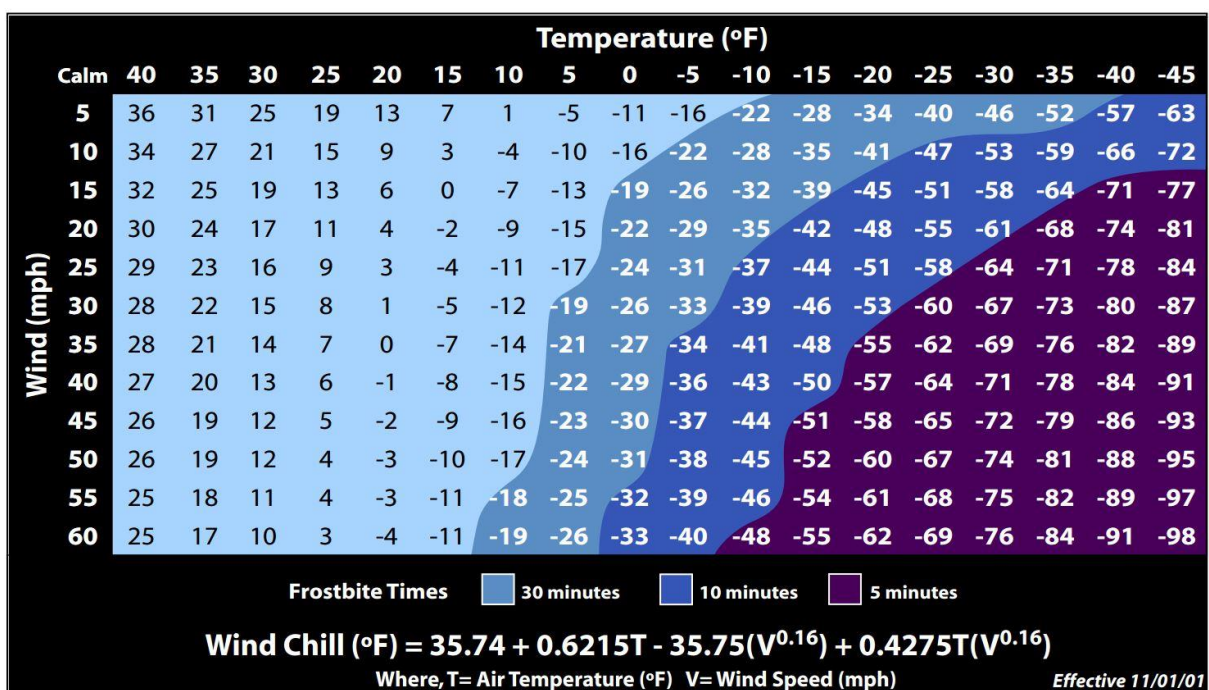 Temperature (ºF)
Calm 40 35 30 25 20 15 10 5 0 -5 -10 -15 -20 -25 -30 -35 -40 -45
5 36 31 25 19 13 7 1 -5 -11 -16 -22 -28 -34 -40 -46 -52 -57 -63
10 34 27 21 15 9 3 -4 -10 -16 -22 -28 -35 -41 -47 -53 -59 -66 -72
15 32 25 19 13 6 0 -7 -13 -19 -26 -32 -39 -45 -51 -58 -64 -71 -77
20 30 24 17 11 4 -2 -9 -15 -22 -29 -35 -42 -48 -55 -61 -68 -74 -81
25 29 23 16 9 3 -4 -11 -17 -24 -31 -37 -44 -51 -58 -64 -71 -78 -84
30 28 22 15 8 1 -5 -12 -19 -26 -33 -39 -46 -53 -60 -67 -73 -80 -87
35 28 21 14 7 0 -7 -14 -21 -27 -34 -41 -48 -55 -62 -69 -76 -82 -89
40 27 20 13 6 -1 -8 -15 -22 -29 -36 -43 -50 -57 -64 -71 -78 -84 -91
45 26 19 12 5 -2 -9 -16 -23 -30 -37 -44 -51 -58 -65 -72 -79 -86 -93
50 26 19 12 4 -3 -10 -17 -24 -31 -38 -45 -52 -60 -67 -74 -81 -88 -95
55 25 18 11 4 -3 -11 -18 -25 -32 -39 -46 -54 -61 -68 -75 -82 -89 -97
60 25 17 10 3 -4 -11 -19 -26 -33 -40 -48 -55 -62 -69 -76 -84 -91 -98
Wind (mph)
Frostbite Times 30 minutes 10 minutes 5 minutes
Wind Chill (ºF) = 35.74 + 0.6215T - 35.75(V^0.16) + 0.4275T(V^0.16)
Where, T= Air Temperature (ºF) V= Wind Speed (mph) Effective 11/01/01